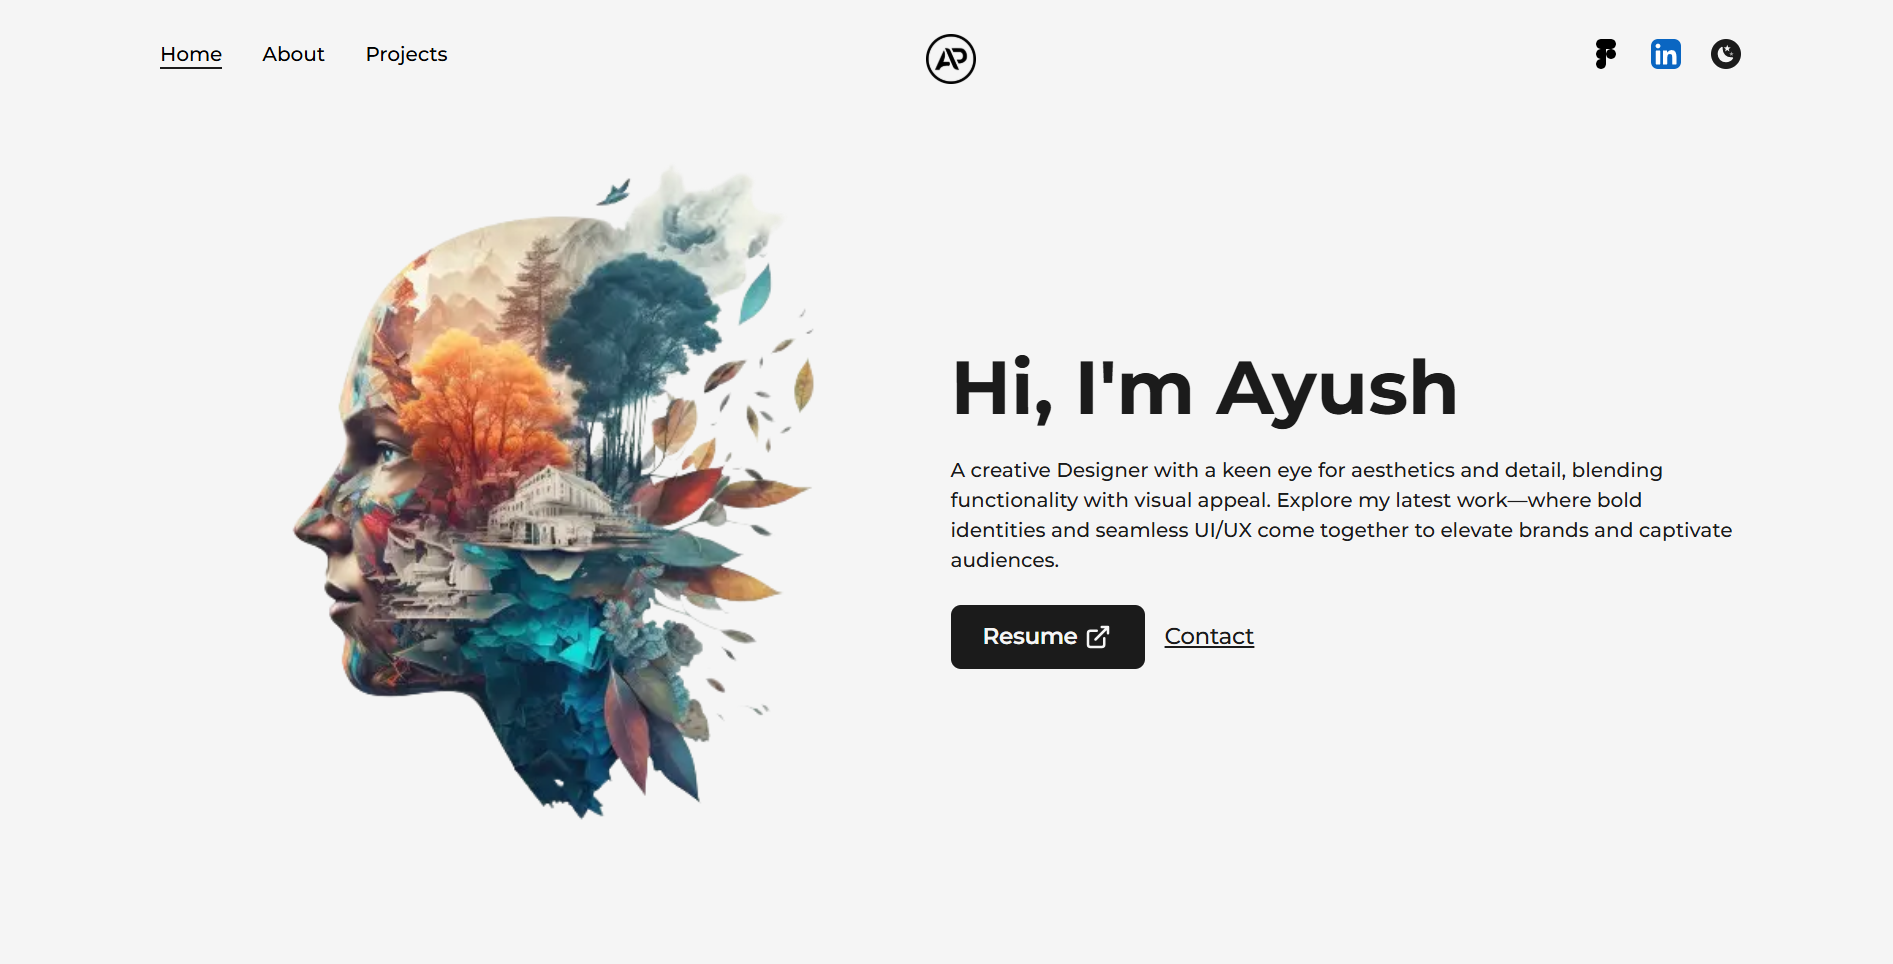 Home About Projects
AP
in
Hi, I'm Ayush
A creative Designer with a keen eye for aesthetics and detail, blending
functionality with visual appeal. Explore my latest work—where bold
identities and seamless UI/UX come together to elevate brands and captivate
audiences.
Resume
Contact